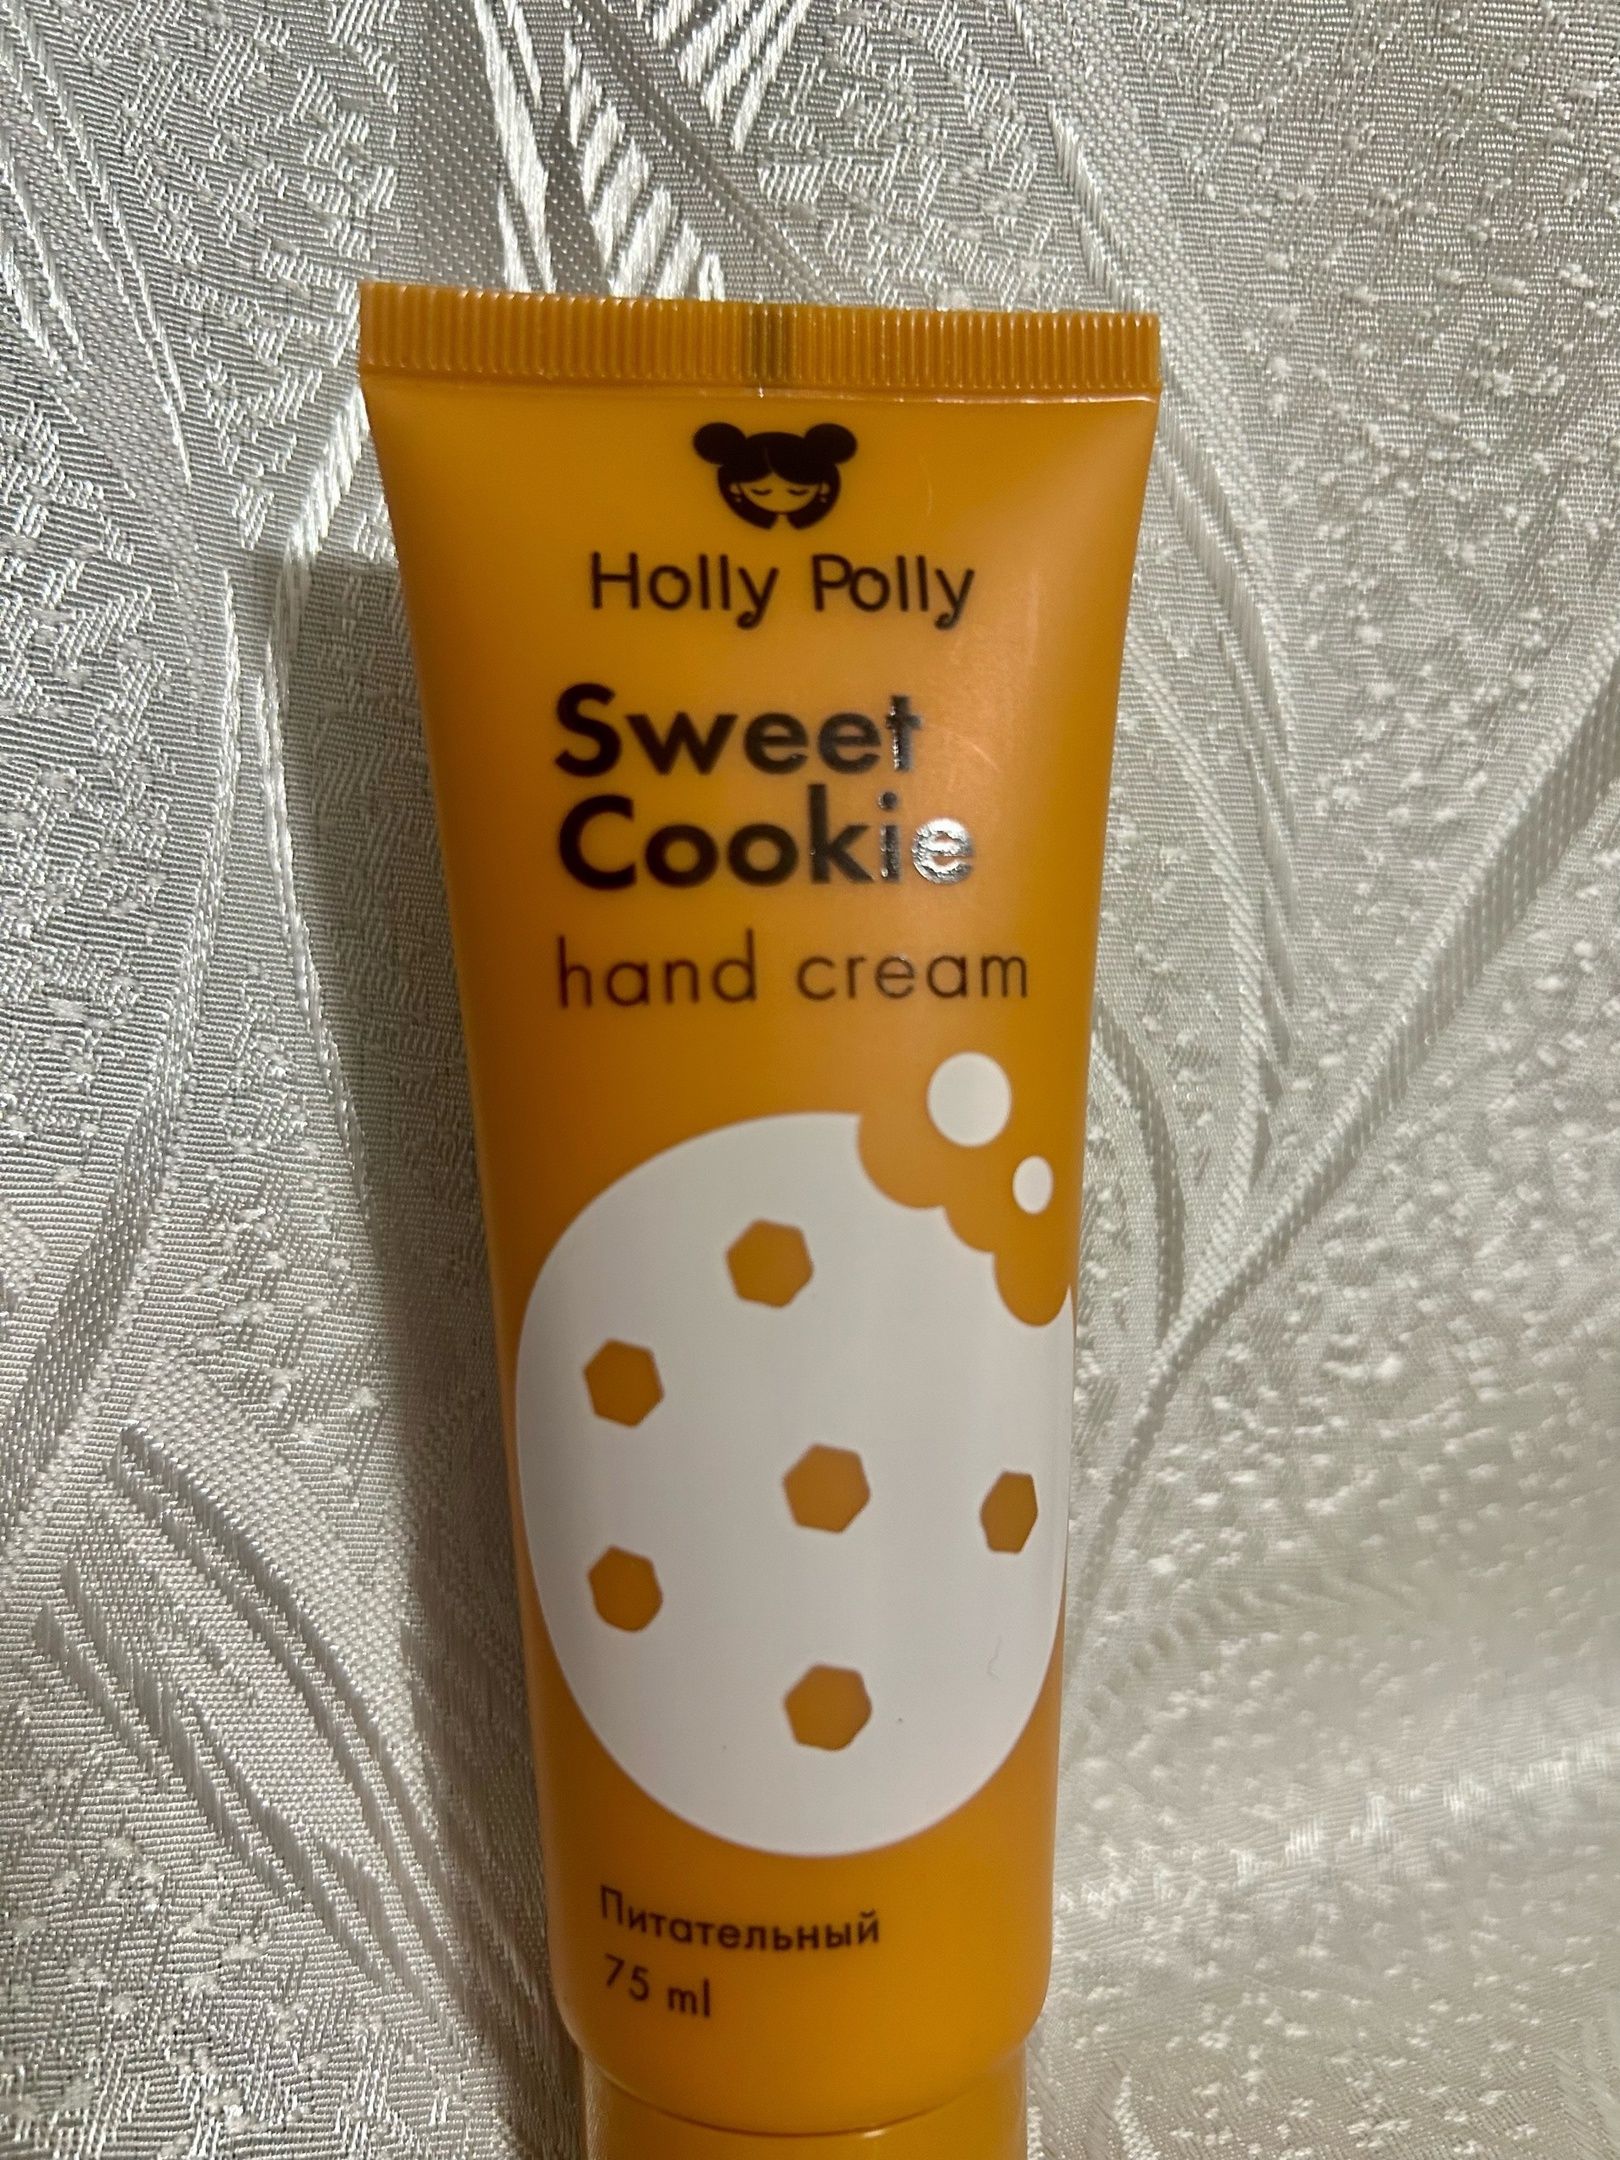 Holly Polly
Sweet
Cookie
hand cream
Питательный
75 ml